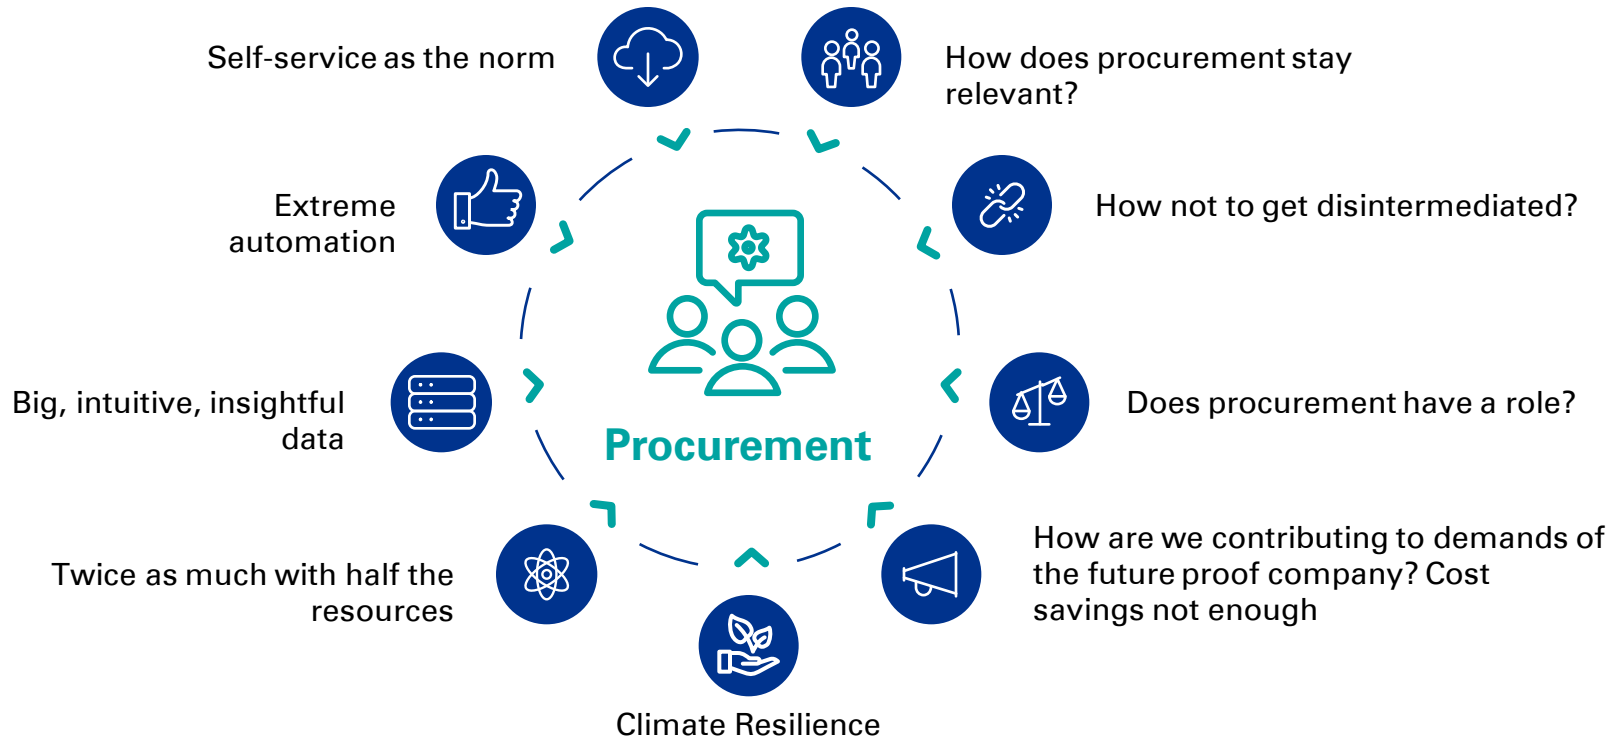 Self-service as the norm
How does procurement stay
relevant?
Extreme
automation
How not to get disintermediated?
Big, intuitive, insightful
data
Does procurement have a role?
Procurement
Twice as much with half the
resources
How are we contributing to demands of
the future proof company? Cost
savings not enough
Climate Resilience